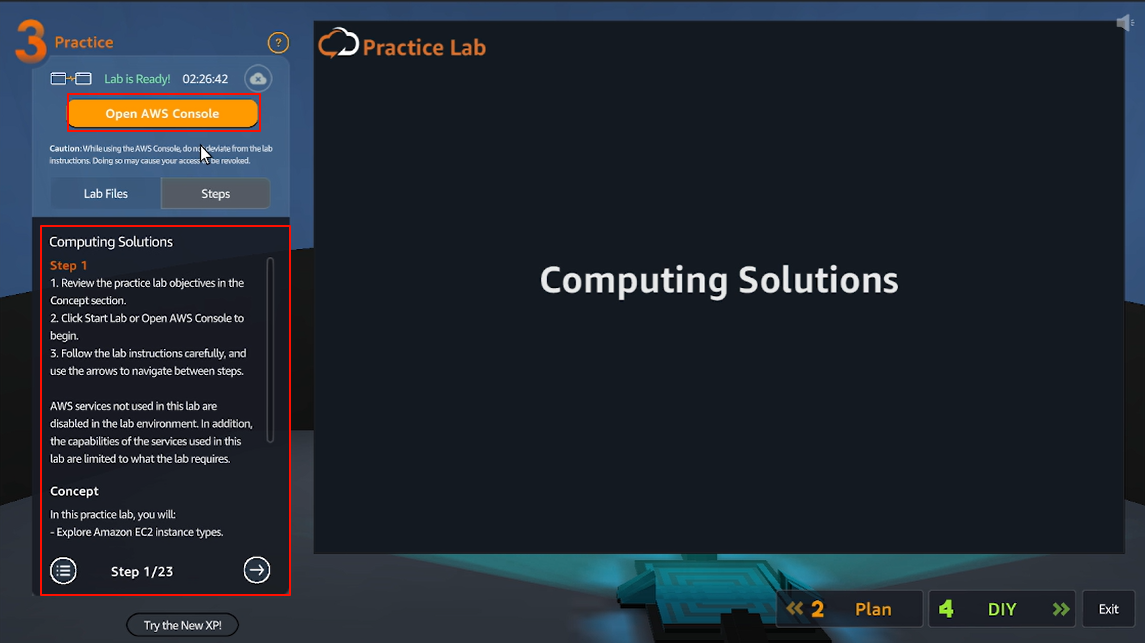 3 Practice
?
Lab is Ready! 02:26:42
Open AWS Console
Caution: While using the AWS Console, do not deviate from the lab
instructions. Doing so may cause your access be revoked.
Lab Files Steps
Computing Solutions
Step 1
1. Review the practice lab objectives in the
Concept section.
2. Click Start Lab or Open AWS Console to
begin.
3. Follow the lab instructions carefully, and
use the arrows to navigate between steps.
AWS services not used in this lab are
disabled in the lab environment. In addition,
the capabilities of the services used in this
lab are limited to what the lab requires.
Concept
In this practice lab, you will:
- Explore Amazon EC2 instance types.
Step 1/23
Try the New XP!
Practice Lab
Computing Solutions
2 Plan
4 DIY
Exit